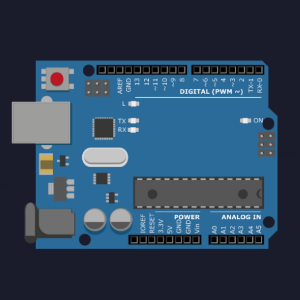 AREF
GND
13
12
~11
~10
~9
8
7
~6
~5
4
~3
2
TX-1
RX-0
DIGITAL (PWM ~)
L
TX
RX
ON
POWER
ANALOG IN
IOREF
RESET
3.3V
5V
GND
GND
Vin
A0
A1
A2
A3
A4
A5